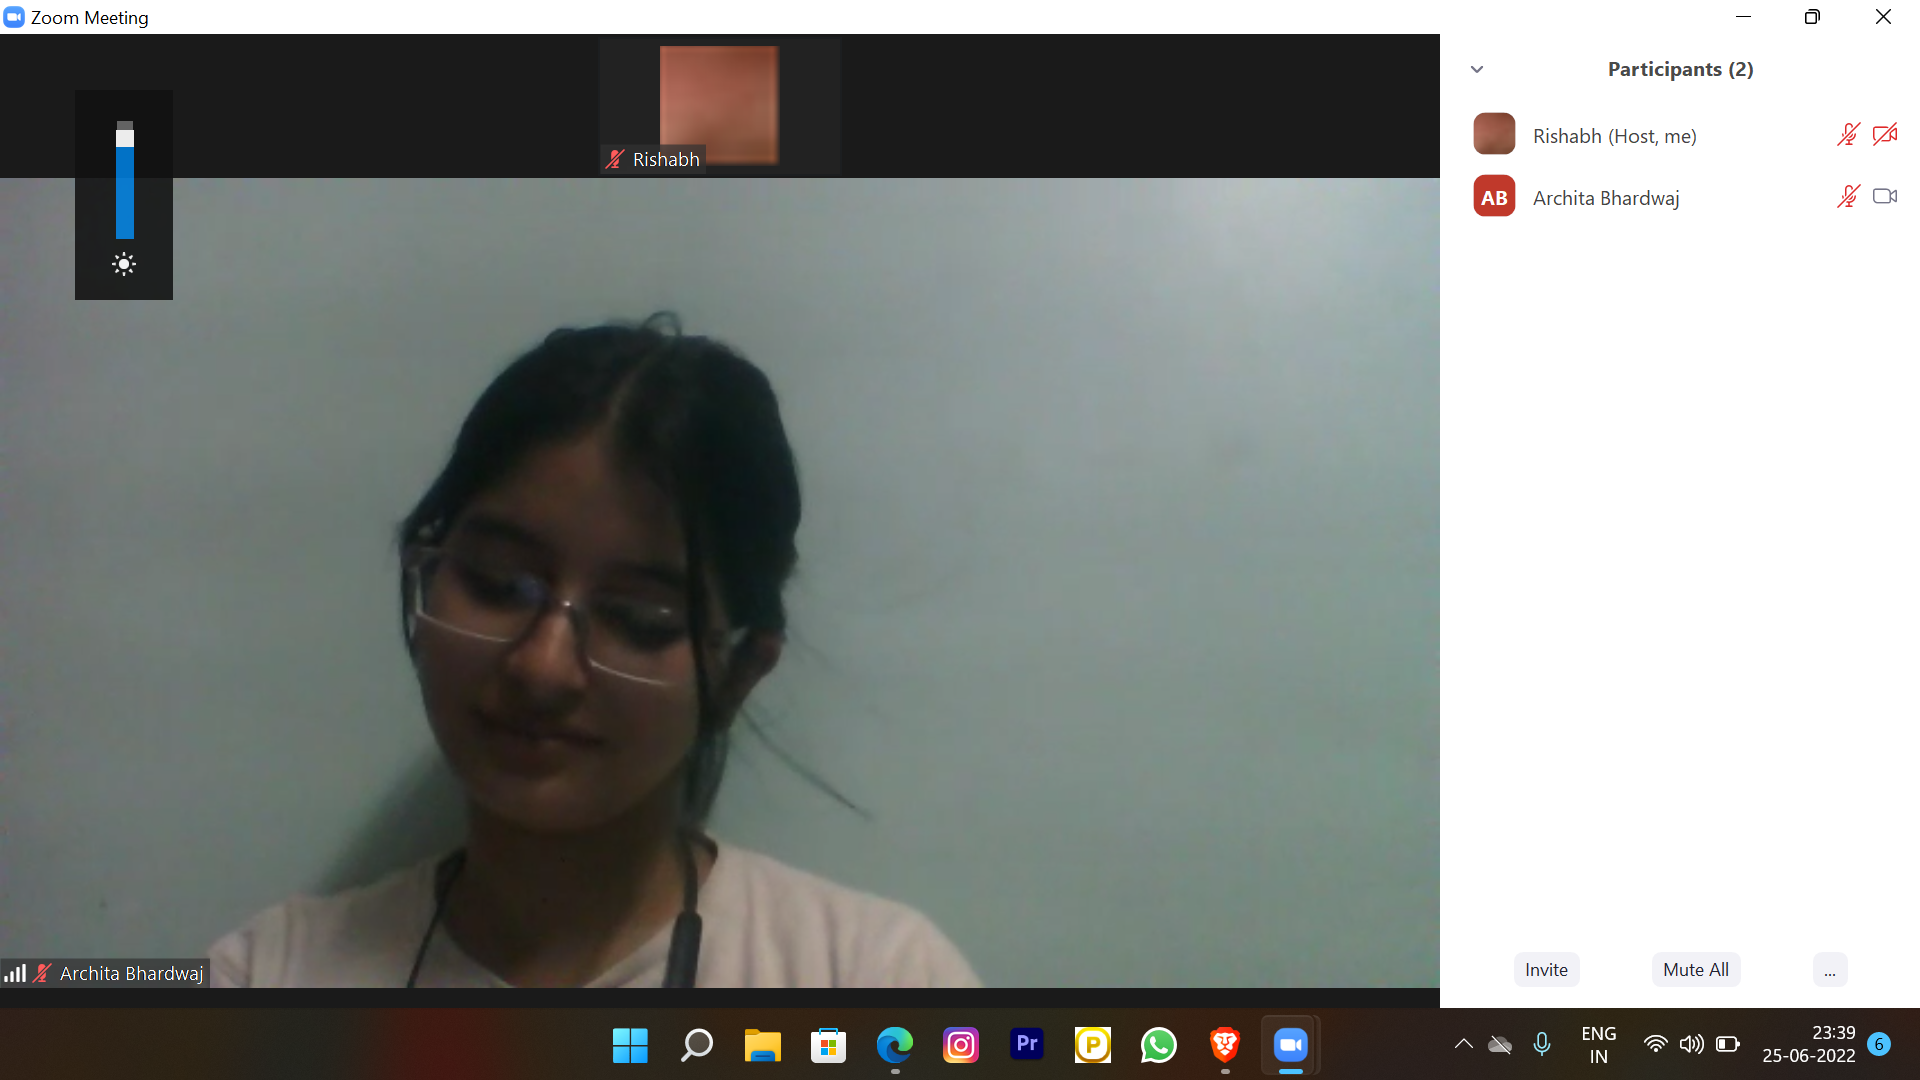 Zoom Meeting
Rishabh
Participants (2)
Rishabh (Host, me)
AB Archita Bhardwaj
Archita Bhardwaj
Invite Mute All ...
Pr
P
ENG
IN
23:39
25-06-2022
6